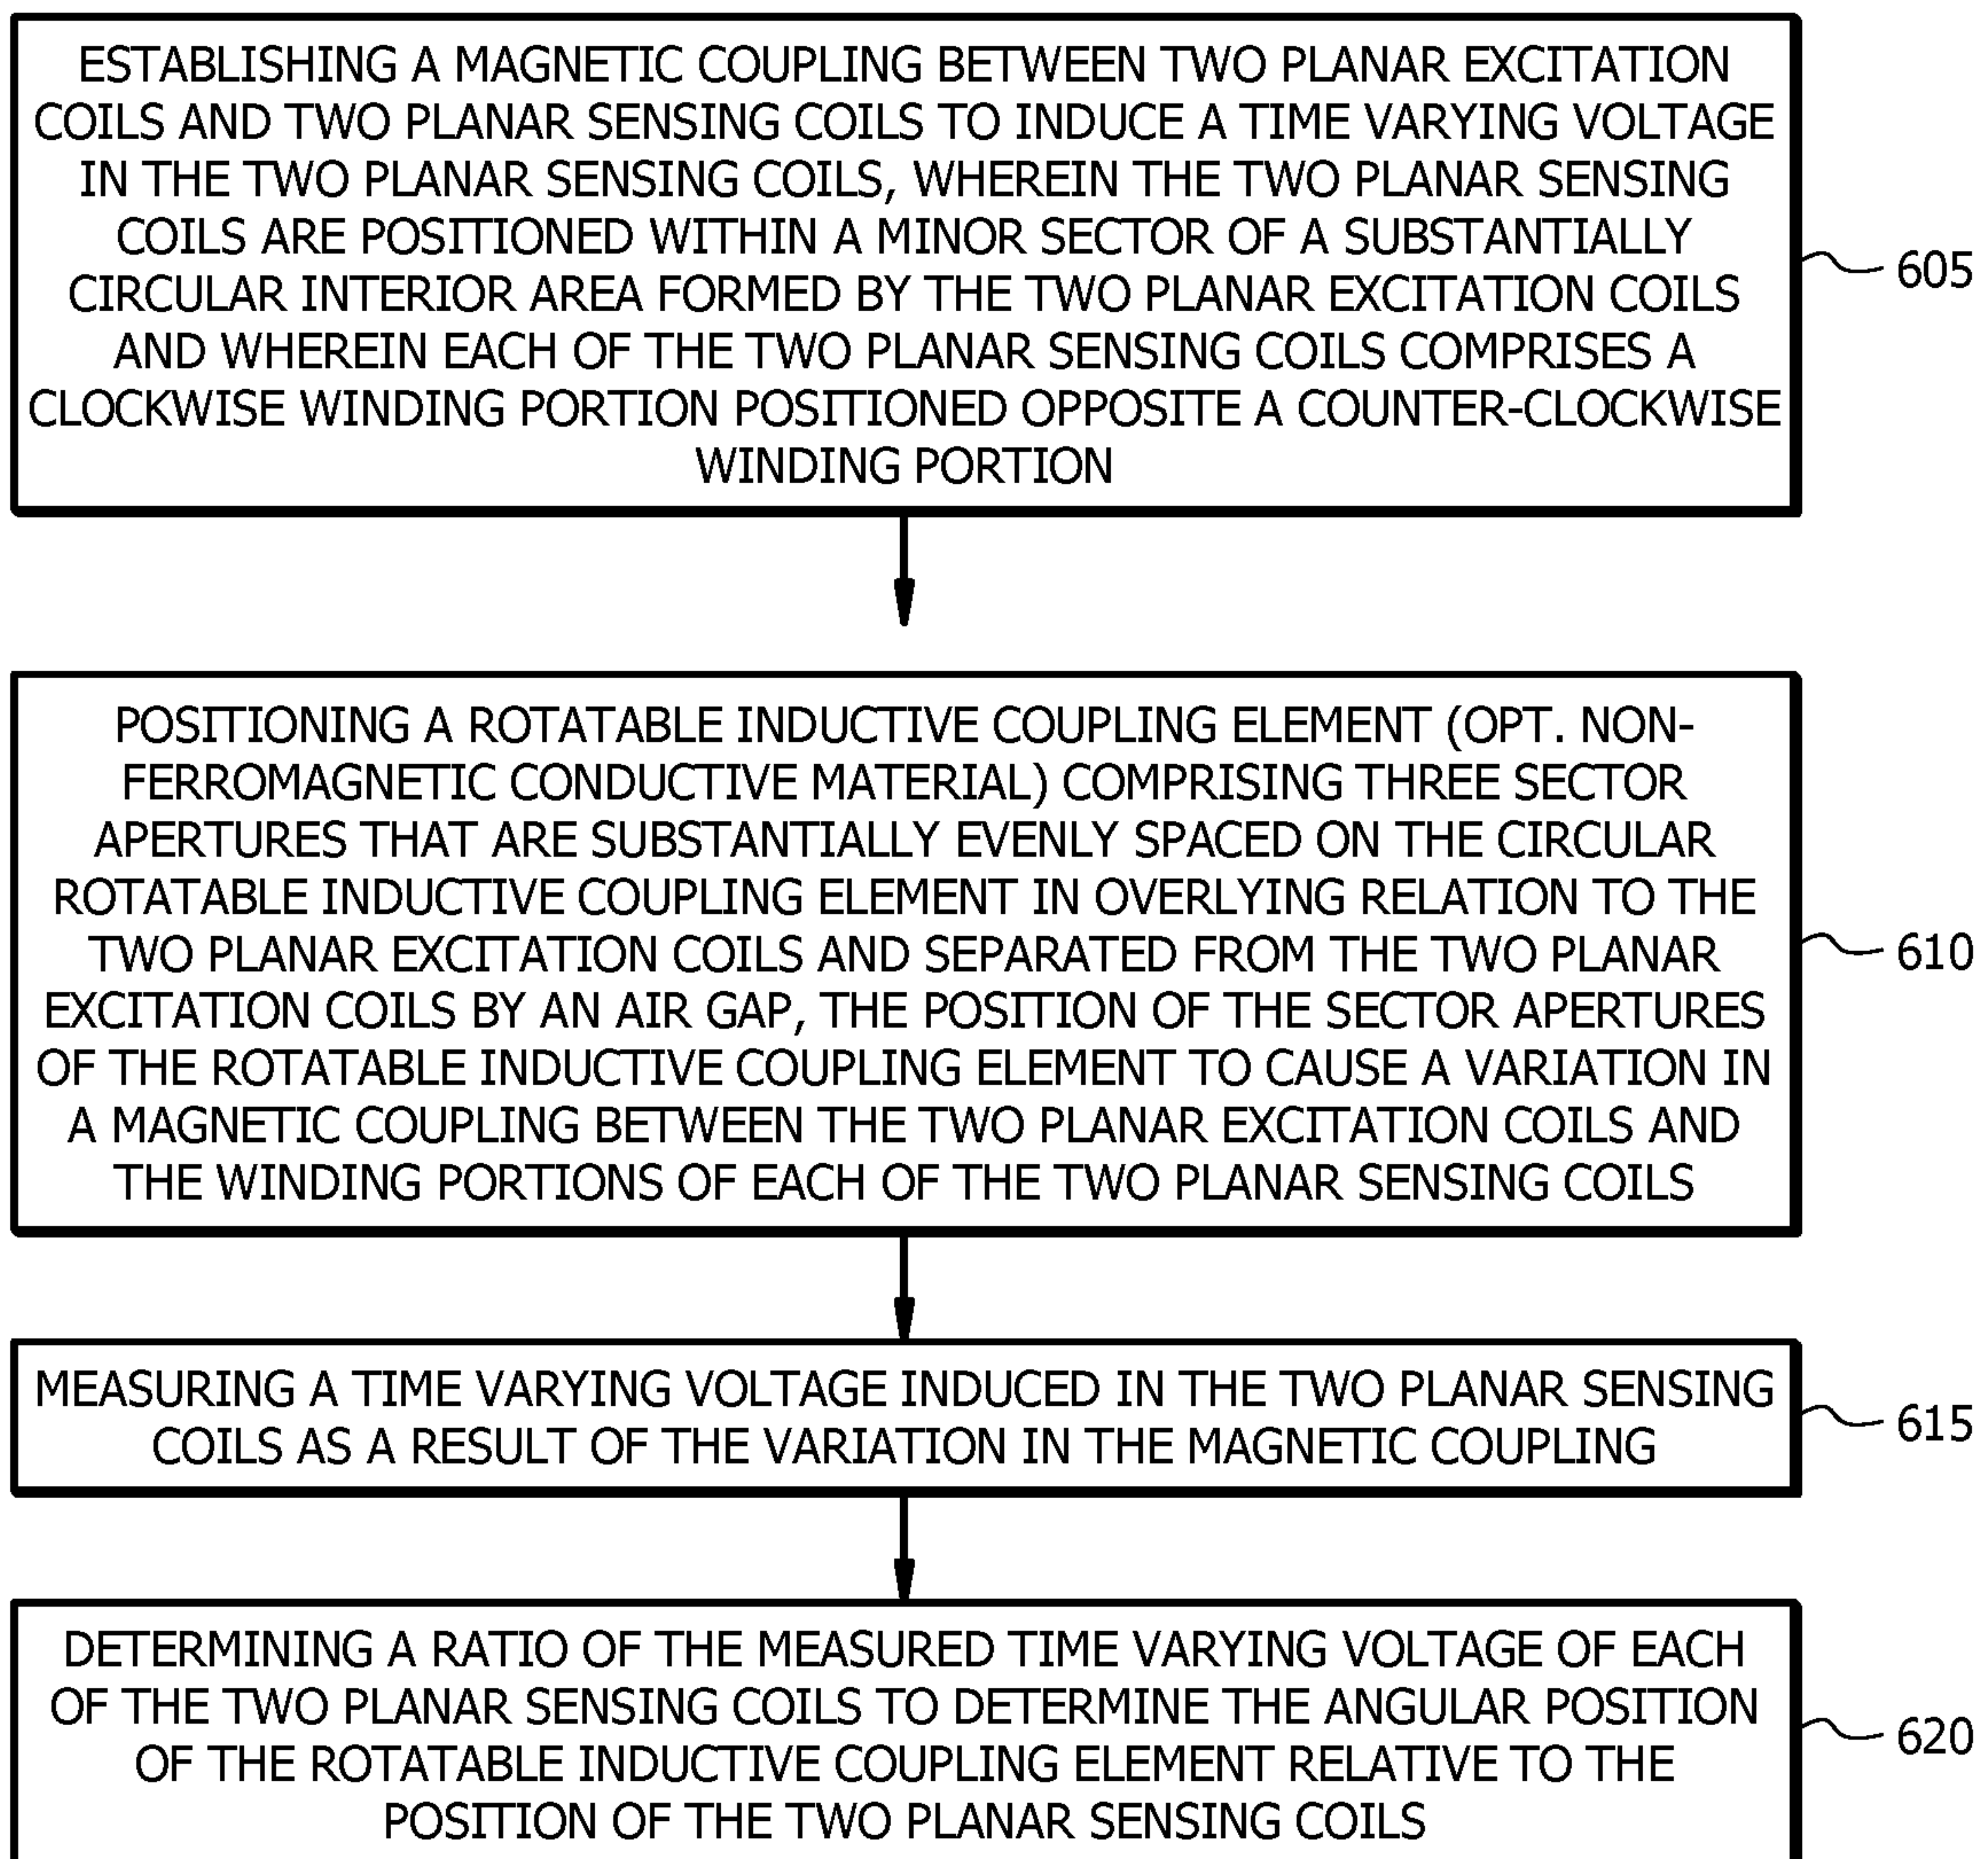 ESTABLISHING A MAGNETIC COUPLING BETWEEN TWO PLANAR EXCITATION
COILS AND TWO PLANAR SENSING COILS TO INDUCE A TIME VARYING VOLTAGE
IN THE TWO PLANAR SENSING COILS, WHEREIN THE TWO PLANAR SENSING
COILS ARE POSITIONED WITHIN A MINOR SECTOR OF A SUBSTANTIALLY
CIRCULAR INTERIOR AREA FORMED BY THE TWO PLANAR EXCITATION COILS
AND WHEREIN EACH OF THE TWO PLANAR SENSING COILS COMPRISES A
CLOCKWISE WINDING PORTION POSITIONED OPPOSITE A COUNTER-CLOCKWISE
WINDING PORTION
605
POSITIONING A ROTATABLE INDUCTIVE COUPLING ELEMENT (OPT. NON-
FERROMAGNETIC CONDUCTIVE MATERIAL) COMPRISING THREE SECTOR
APERTURES THAT ARE SUBSTANTIALLY EVENLY SPACED ON THE CIRCULAR
ROTATABLE INDUCTIVE COUPLING ELEMENT IN OVERLYING RELATION TO THE
TWO PLANAR EXCITATION COILS AND SEPARATED FROM THE TWO PLANAR
EXCITATION COILS BY AN AIR GAP, THE POSITION OF THE SECTOR APERTURES
OF THE ROTATABLE INDUCTIVE COUPLING ELEMENT TO CAUSE A VARIATION IN
A MAGNETIC COUPLING BETWEEN THE TWO PLANAR EXCITATION COILS AND
THE WINDING PORTIONS OF EACH OF THE TWO PLANAR SENSING COILS
610
MEASURING A TIME VARYING VOLTAGE INDUCED IN THE TWO PLANAR SENSING
COILS AS A RESULT OF THE VARIATION IN THE MAGNETIC COUPLING
615
DETERMINING A RATIO OF THE MEASURED TIME VARYING VOLTAGE OF EACH
OF THE TWO PLANAR SENSING COILS TO DETERMINE THE ANGULAR POSITION
OF THE ROTATABLE INDUCTIVE COUPLING ELEMENT RELATIVE TO THE
POSITION OF THE TWO PLANAR SENSING COILS
620